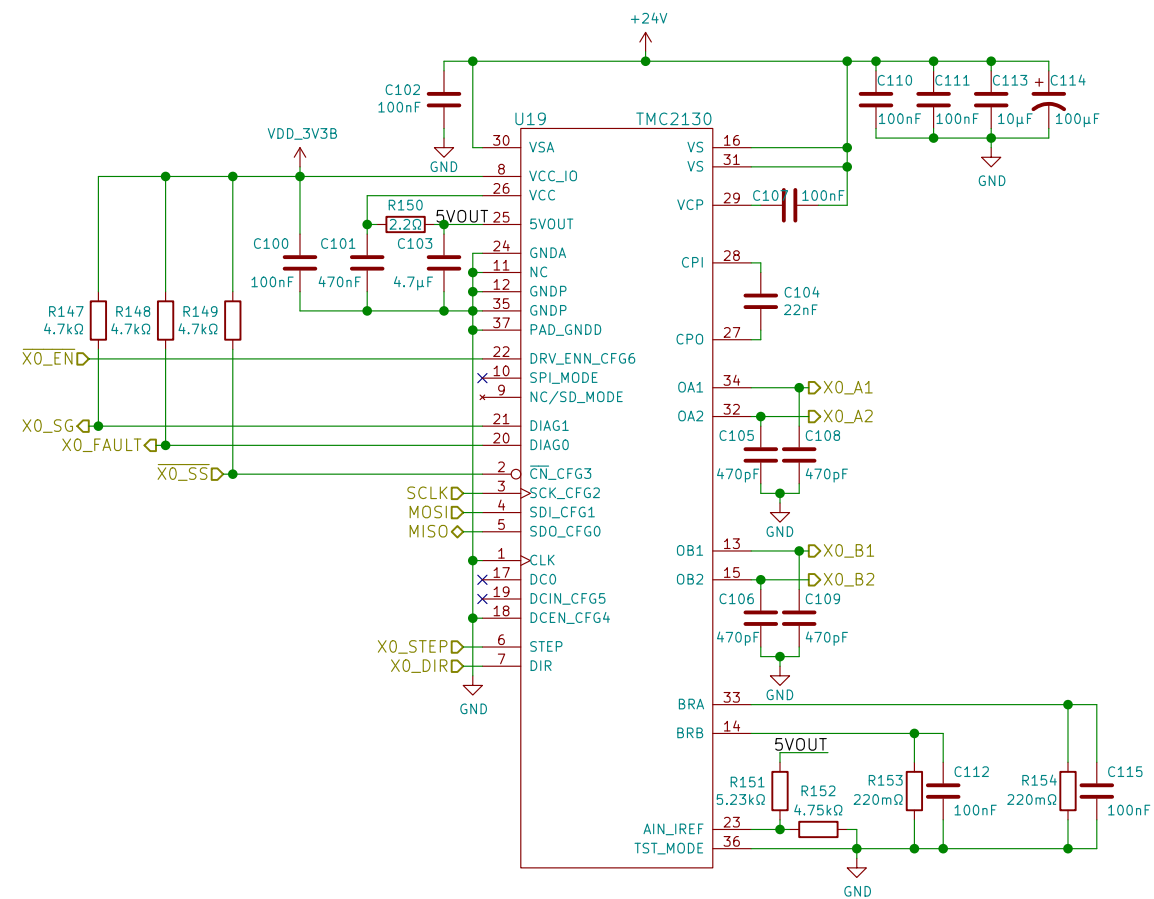 +24V
C102
100nF
GND
C110
100nF
C111
100nF
C113
10µF
+
C114
100µF
GND
VDD_3V3B
U19
TMC2130
30
VSA
8
VCC_IO
26
VCC
25
5VOUT
24
GNDA
11
NC
12
GNDP
35
GNDP
37
PAD_GNDD
22
DRV_ENN_CFG6
10
SPI_MODE
9
NC/SD_MODE
21
DIAG1
20
DIAG0
2
CN_CFG3
3
SCK_CFG2
4
SDI_CFG1
5
SDO_CFG0
1
CLK
17
DC0
19
DCIN_CFG5
18
DCEN_CFG4
6
STEP
7
DIR
VS
16
VS
31
VCP
29
CPI
28
CPO
27
OA1
34
OA2
32
OB1
13
OB2
15
BRA
33
BRB
14
AIN_IREF
23
TST_MODE
36
R150
2.2Ω
5VOUT
C100
100nF
C101
470nF
C103
4.7µF
R147
4.7kΩ
R148
4.7kΩ
R149
4.7kΩ
X0_EN
X0_SG
X0_FAULT
X0_SS
SCLK
MOSI
MISO
X0_STEP
X0_DIR
GND
C107
100nF
C104
22nF
X0_A1
X0_A2
C105
470pF
C108
470pF
GND
X0_B1
X0_B2
C106
470pF
C109
470pF
GND
5VOUT
R151
5.23kΩ
R152
4.75kΩ
R153
220mΩ
C112
100nF
R154
220mΩ
C115
100nF
GND